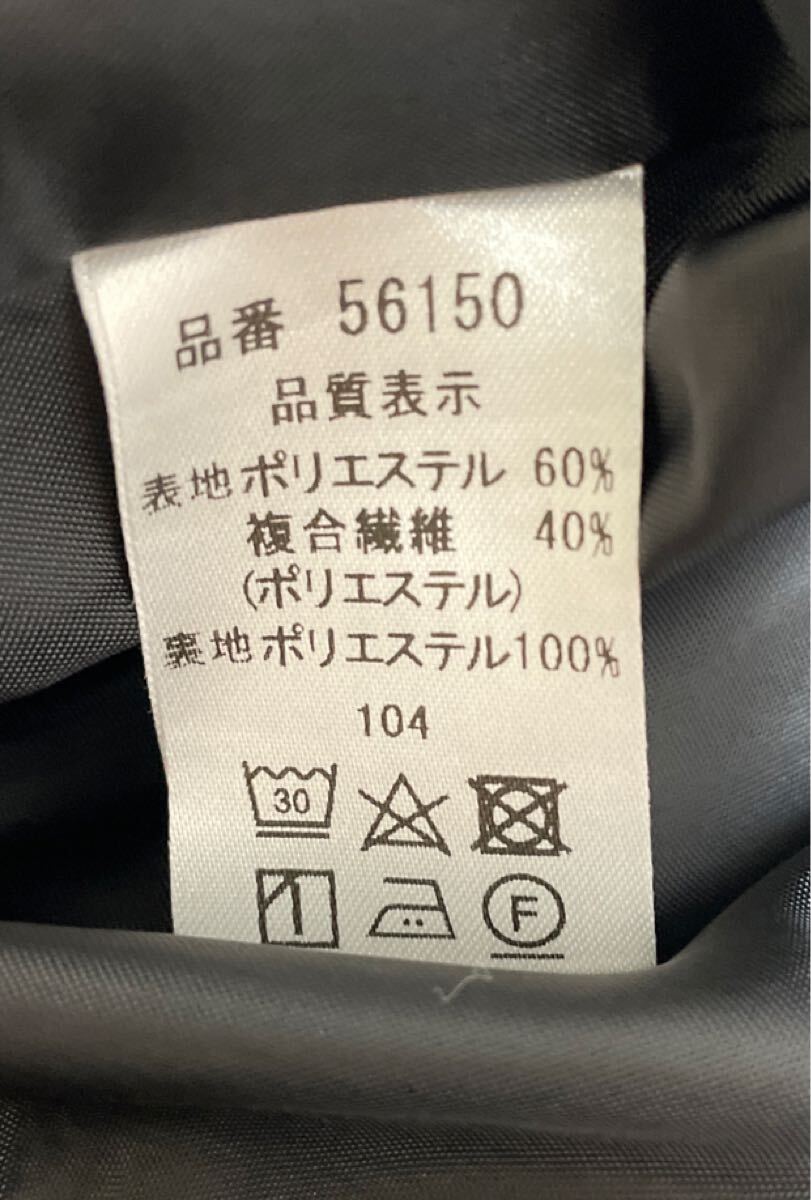 品番 56150
品質表示
表地ポリエステル 60%
複合繊維 40%
(ポリエステル)
裏地ポリエステル100%
104
30
F